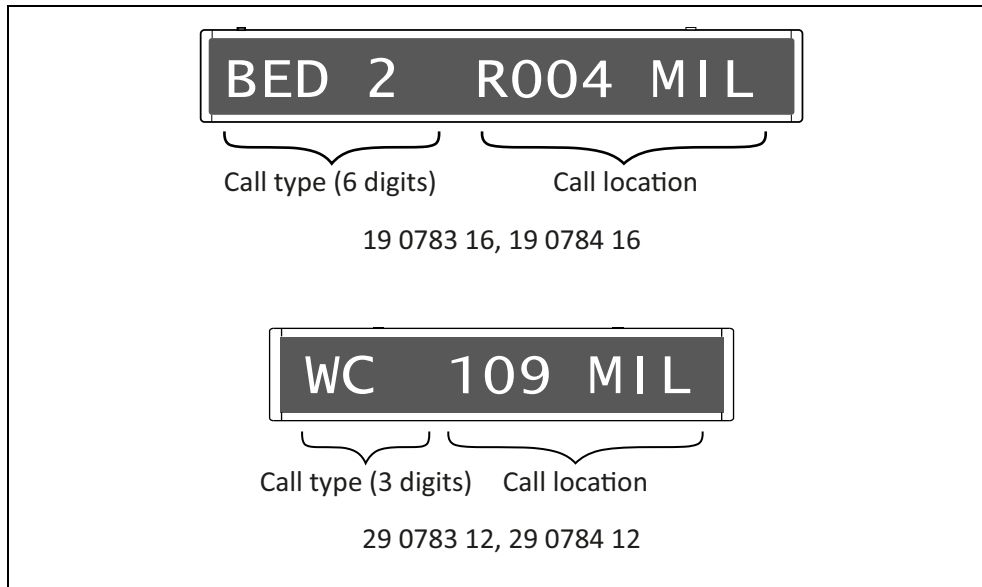 BED 2 R004 MIL
Call type (6 digits) Call location
19 0783 16, 19 0784 16
WC 109 MIL
Call type (3 digits) Call location
29 0783 12, 29 0784 12